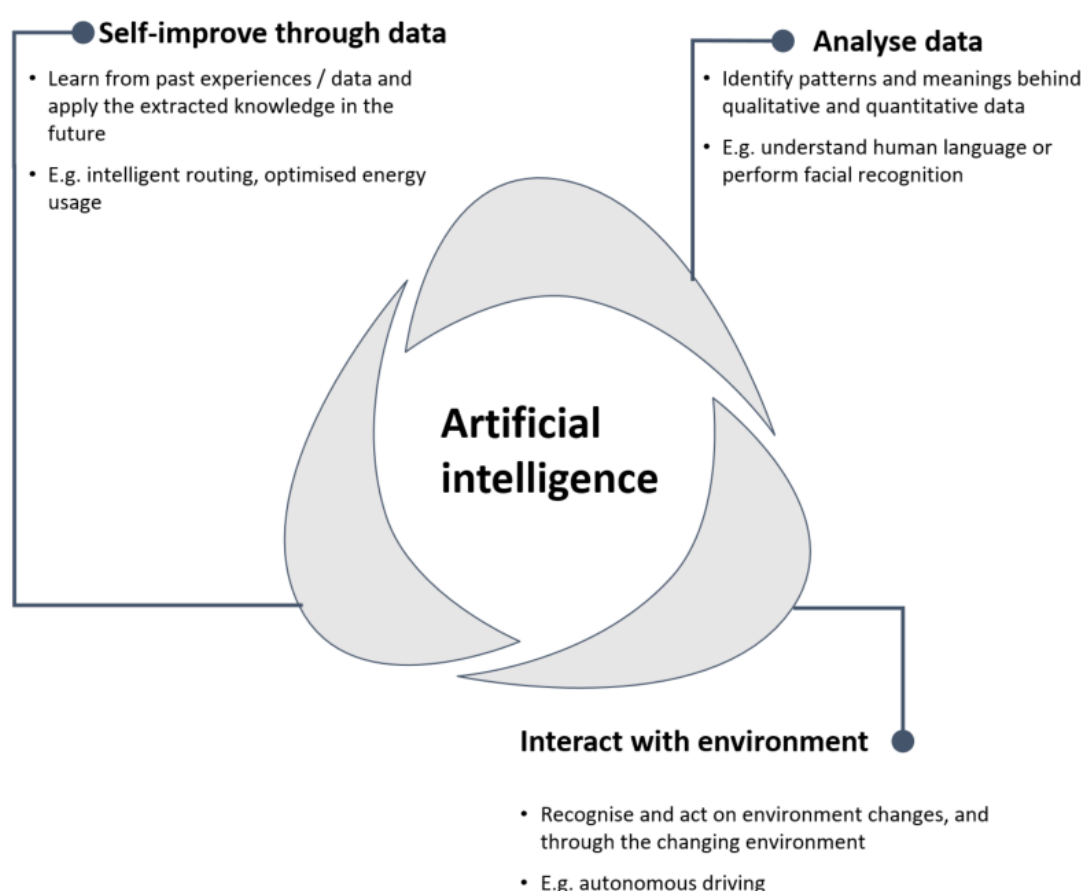 Self-improve through data
• Learn from past experiences / data and
apply the extracted knowledge in the
future
• E.g. intelligent routing, optimised energy
usage
Analyse data
• Identify patterns and meanings behind
qualitative and quantitative data
• E.g. understand human language or
perform facial recognition
Artificial
intelligence
Interact with environment
• Recognise and act on environment changes, and
through the changing environment
• E.g. autonomous driving